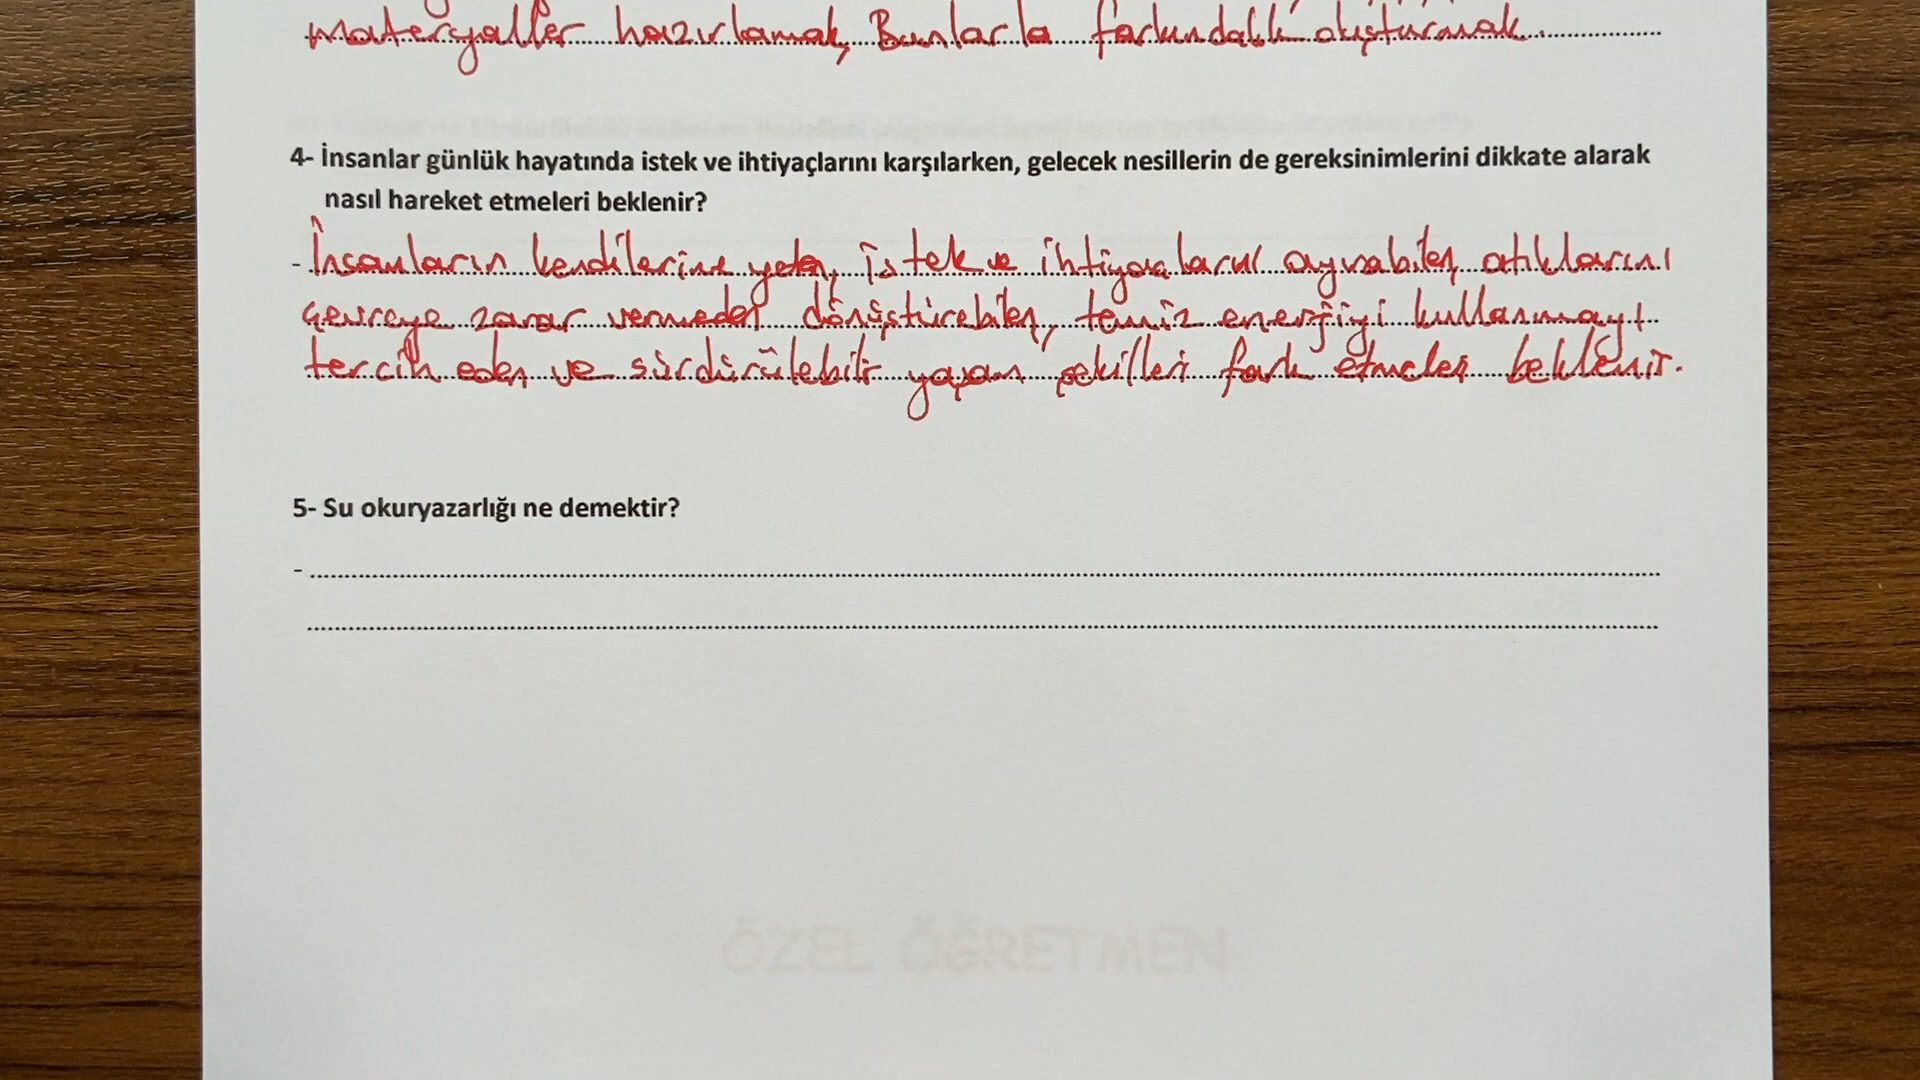 materyaller hazırlamak, Bunlarla farkındalık oluşturmak.
4- İnsanlar günlük hayatında istek ve ihtiyaçlarını karşılarken, gelecek nesillerin de gereksinimlerini dikkate alarak
nasıl hareket etmeleri beklenir?
- İnsanların kendilerine yeten, istek ve ihtiyaçlarını ayırabilen, atıklarını
çevreye zarar vermeden dönüştürebilen, temiz enerjiyi kullanmayı
tercih eden ve sürdürülebilir yaşam şekilleri fark etmeleri beklenir.
5- Su okuryazarlığı ne demektir?
-
ÖZEL ÖĞRETMEN